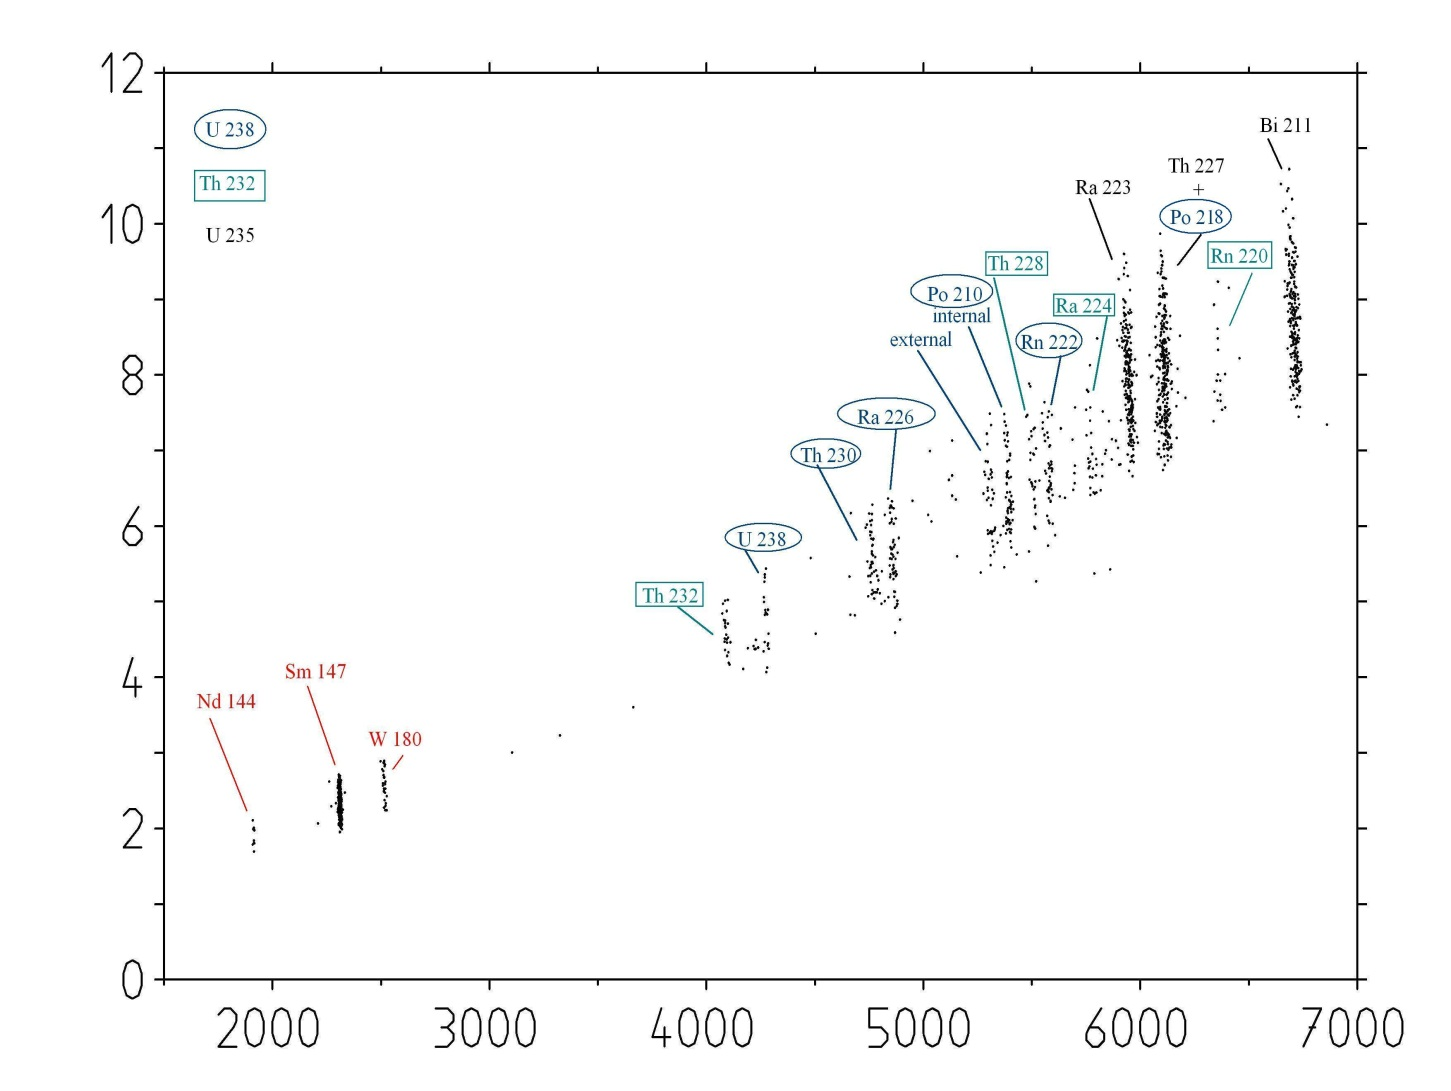 12
10
8
6
4
2
0
2000 3000 4000 5000 6000 7000
U 238
Th 232
U 235
Nd 144
Sm 147
W 180
Th 232
U 238
Th 230
Ra 226
external
Po 210
internal
Th 228
Rn 222
Ra 224
Ra 223
Th 227
+
Po 218
Rn 220
Bi 211